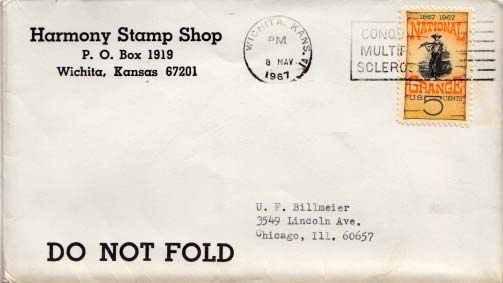 Harmony Stamp Shop
P. O. Box 1919
Wichita, Kansas 67201
WICHITA, KANS.
PM
8 MAY
1967
CONQU
MULTIP
SCLERO
1867-1967
NATIONAL
GRANGE
U.S. 5 CENTS
U. F. Billmeier
3549 Lincoln Ave.
Chicago, Ill. 60657
DO NOT FOLD